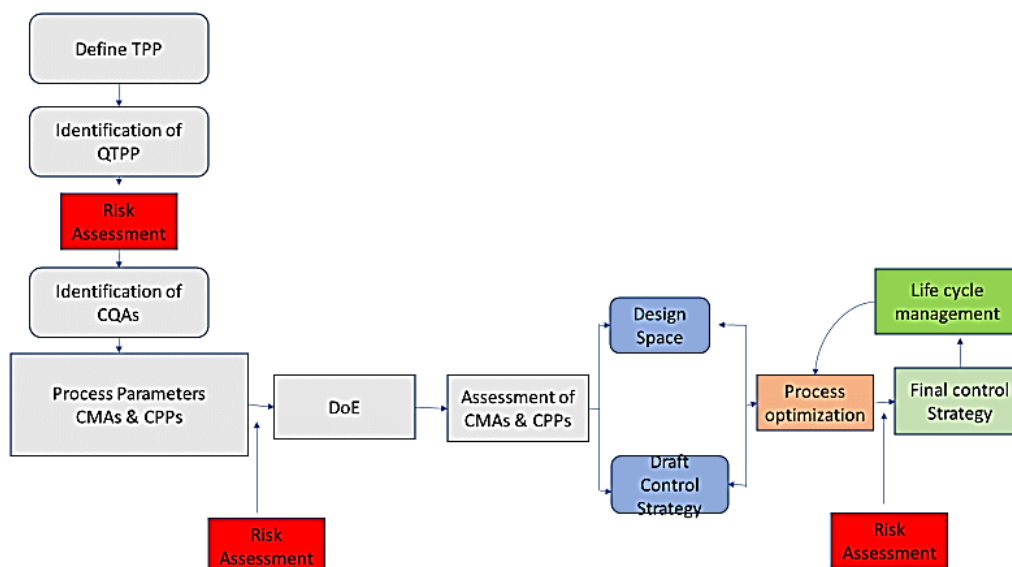 Define TPP
Identification of
QTPP
Risk
Assessment
Identification of
CQAs
Process Parameters
CMAs & CPPs
DoE
Assessment of
CMAs & CPPs
Design
Space
Draft
Control
Strategy
Process
optimization
Life cycle
management
Final control
Strategy
Risk
Assessment
Risk
Assessment